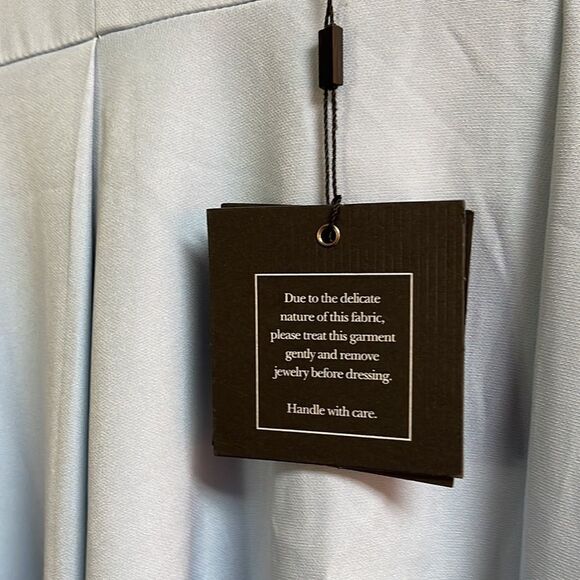 Due to the delicate
nature of this fabric,
please treat this garment
gently and remove
jewelry before dressing.
Handle with care.